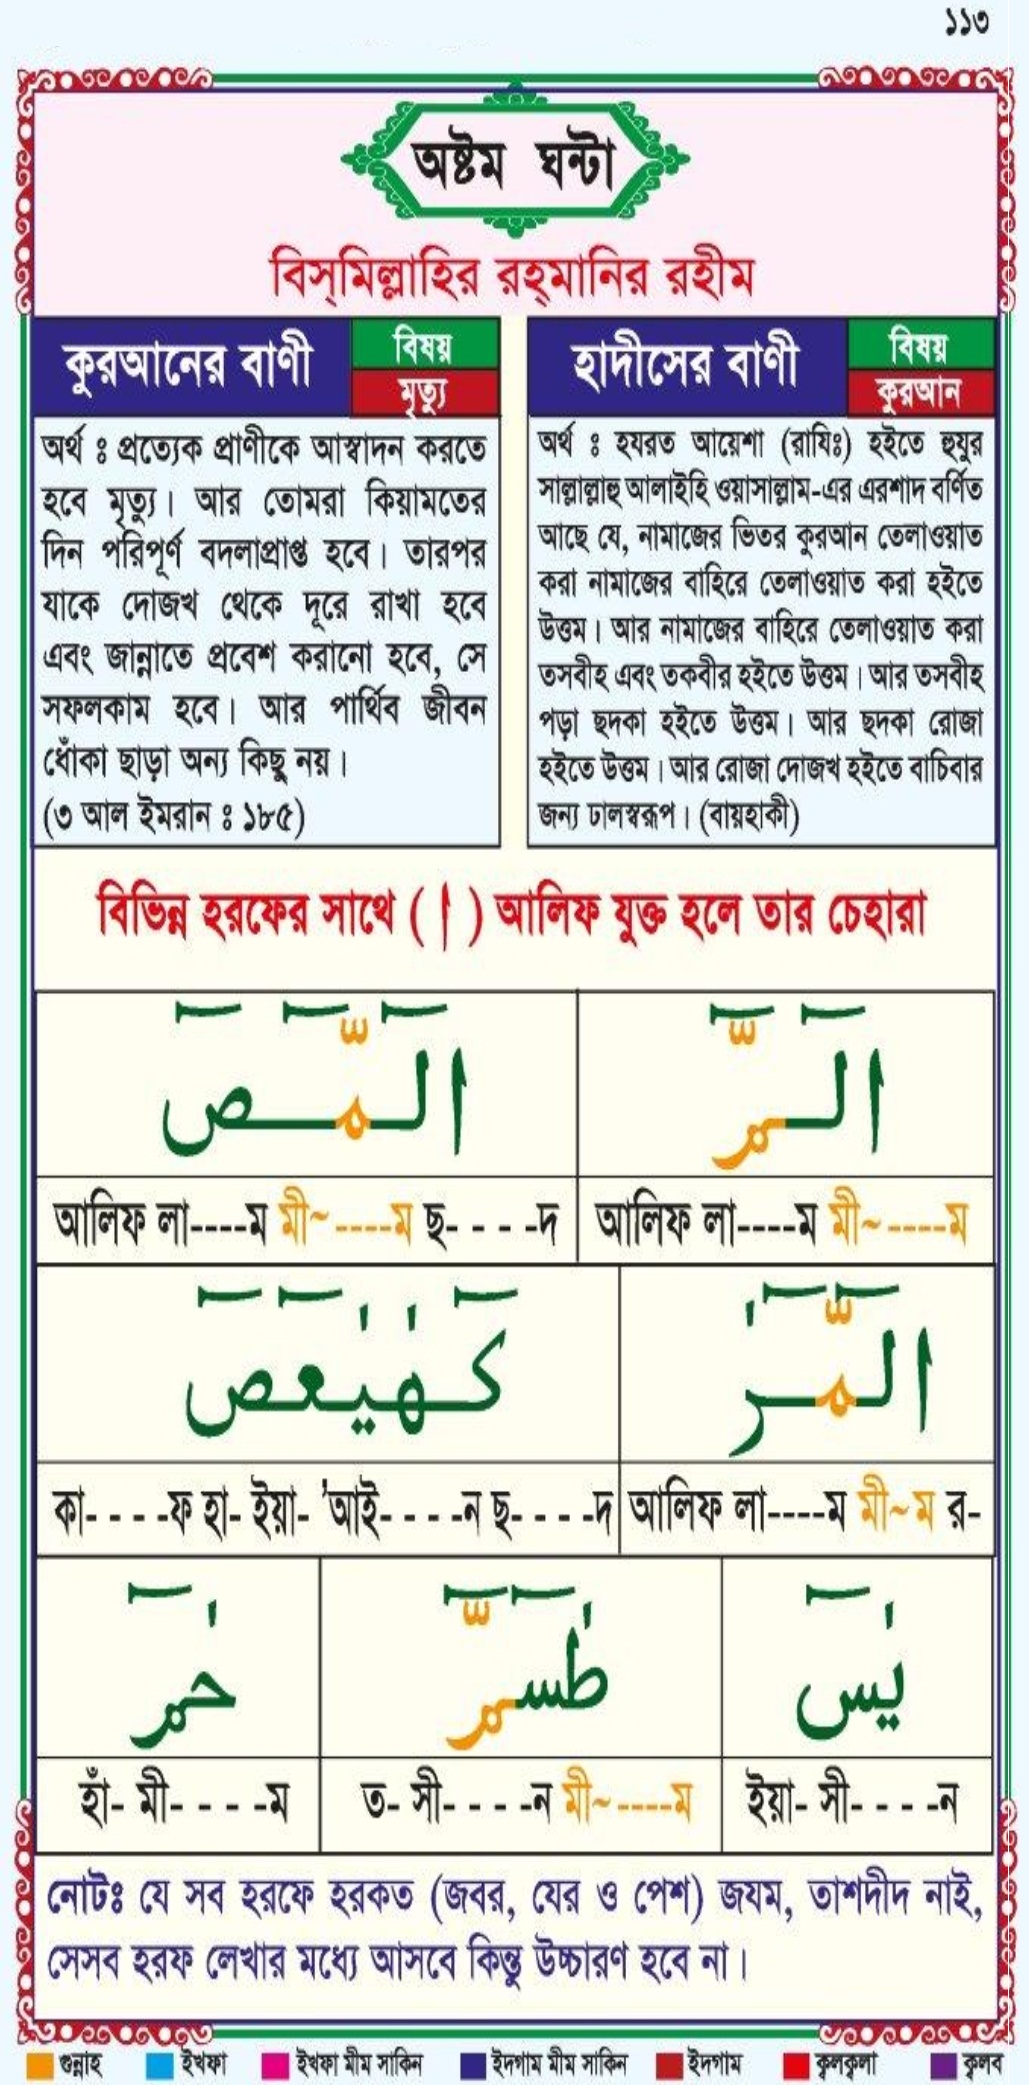 ১১৩
অষ্টম ঘন্টা
বিস্‌মিল্লাহির রহ্‌মানির রহীম
কুরআনের বাণী
বিষয়
মৃত্যু
অর্থ ঃ প্রত্যেক প্রাণীকে আস্বাদন করতে
হবে মৃত্যু। আর তোমরা কিয়ামতের
দিন পরিপূর্ণ বদলাপ্রাপ্ত হবে। তারপর
যাকে দোজখ থেকে দূরে রাখা হবে
এবং জান্নাতে প্রবেশ করানো হবে, সে
সফলকাম হবে। আর পার্থিব জীবন
ধোঁকা ছাড়া অন্য কিছু নয়।
(৩ আল ইমরান ঃ ১৮৫)
হাদীসের বাণী
বিষয়
কুরআন
অর্থ ঃ হযরত আয়েশা (রাযিঃ) হইতে হুযুর
সাল্লাল্লাহু আলাইহি ওয়াসাল্লাম-এর এরশাদ বর্ণিত
আছে যে, নামাজের ভিতর কুরআন তেলাওয়াত
করা নামাজের বাহিরে তেলাওয়াত করা হইতে
উত্তম। আর নামাজের বাহিরে তেলাওয়াত করা
তসবীহ এবং তকবীর হইতে উত্তম। আর তসবীহ
পড়া ছদকা হইতে উত্তম। আর ছদকা রোজা
হইতে উত্তম। আর রোজা দোজখ হইতে বাচিবার
জন্য ঢালস্বরূপ। (বায়হাকী)
বিভিন্ন হরফের সাথে ( ا ) আলিফ যুক্ত হলে তার চেহারা
الٓمّٓ
الٓمّٓصٓ
আলিফ লা----ম মী~----ম
আলিফ লা----ম মী~----ম ছ- - - -দ
الٓمّٓرٰ
كٓهٰيٰعٓصٓ
আলিফ লা----ম মী~ম র-
কা- - - -ফ হা- ইয়া- 'আই- - - -ন ছ- - - -দ
يٰسٓ
طٰسٓمّٓ
حٰمٓ
ইয়া- সী- - - -ন
ত- সী- - - -ন মী~----ম
হাঁ- মী- - - -ম
নোটঃ যে সব হরফে হরকত (জবর, যের ও পেশ) জযম, তাশদীদ নাই,
সেসব হরফ লেখার মধ্যে আসবে কিন্তু উচ্চারণ হবে না।
গুন্নাহ ইখফা ইখফা মীম সাকিন ইদগাম মীম সাকিন ইদগাম ক্বলক্বলা ক্বলব